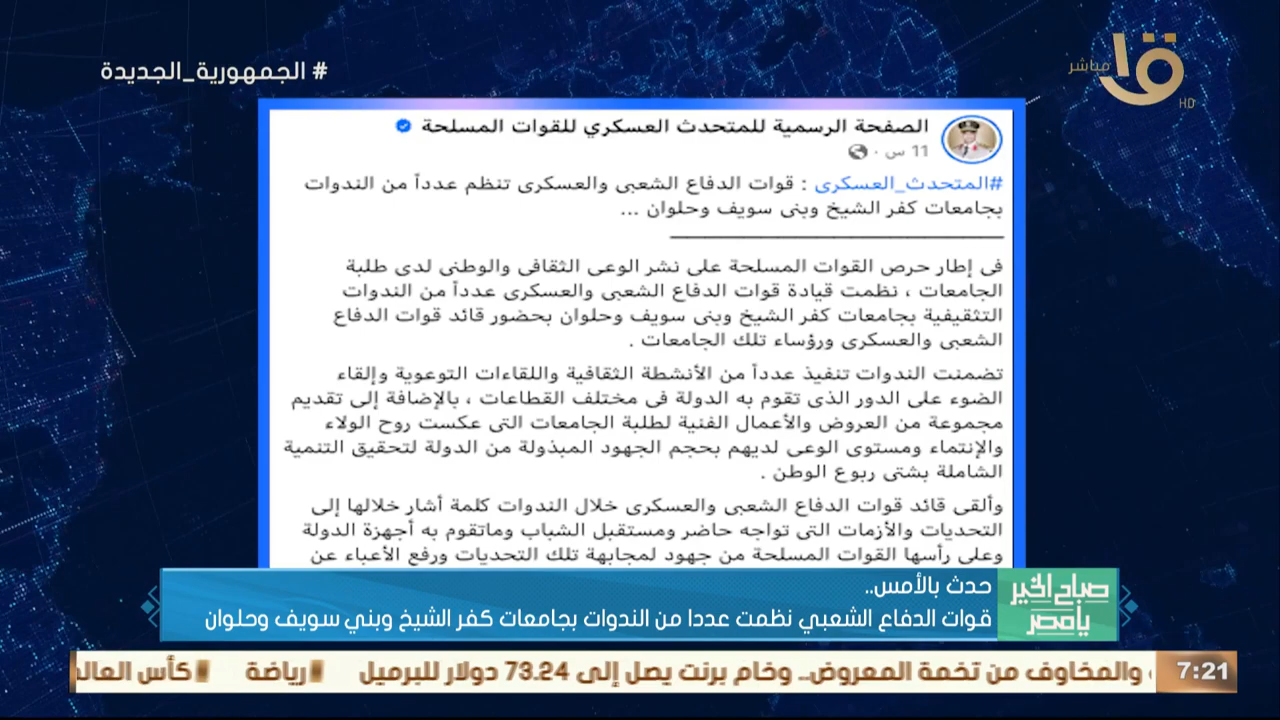 # الجمهورية_الجديدة
مباشر
HD
الصفحة الرسمية للمتحدث العسكري للقوات المسلحة
11 س ·
#المتحدث_العسكرى : قوات الدفاع الشعبى والعسكرى تنظم عدداً من الندوات
بجامعات كفر الشيخ وبنى سويف وحلوان ...
فى إطار حرص القوات المسلحة على نشر الوعى الثقافى والوطنى لدى طلبة
الجامعات ، نظمت قيادة قوات الدفاع الشعبى والعسكرى عدداً من الندوات
التثقيفية بجامعات كفر الشيخ وبنى سويف وحلوان بحضور قائد قوات الدفاع
الشعبى والعسكرى ورؤساء تلك الجامعات .
تضمنت الندوات تنفيذ عدداً من الأنشطة الثقافية واللقاءات التوعوية وإلقاء
الضوء على الدور الذى تقوم به الدولة فى مختلف القطاعات ، بالإضافة إلى تقديم
مجموعة من العروض والأعمال الفنية لطلبة الجامعات التى عكست روح الولاء
والإنتماء ومستوى الوعى لديهم بحجم الجهود المبذولة من الدولة لتحقيق التنمية
الشاملة بشتى ربوع الوطن .
وألقى قائد قوات الدفاع الشعبى والعسكرى خلال الندوات كلمة أشار خلالها إلى
التحديات والأزمات التى تواجه حاضر ومستقبل الشباب وماتقوم به أجهزة الدولة
وعلى رأسها القوات المسلحة من جهود لمجابهة تلك التحديات ورفع الأعباء عن
صباح الخير يا مصر
حدث بالأمس..
قوات الدفاع الشعبي نظمت عددا من الندوات بجامعات كفر الشيخ وبني سويف وحلوان
7:21
والمخاوف من تخمة المعروض.. وخام برنت يصل إلى 73.24 دولار للبرميل رياضة كأس